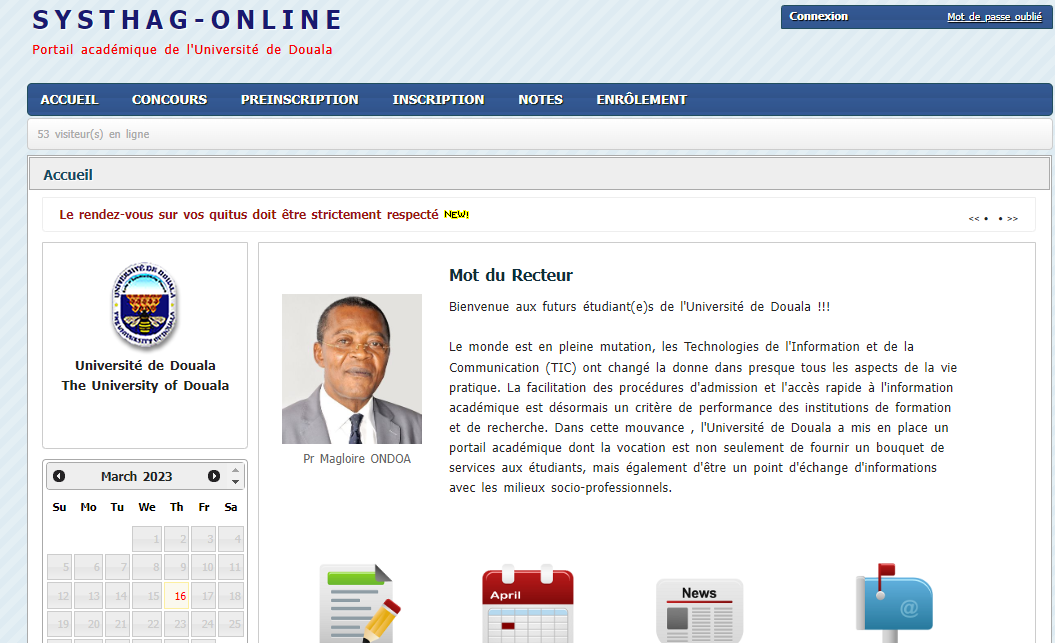 SYSTHAG-ONLINE
Portail académique de l'Université de Douala
Connexion
Mot de passe oublié
ACCUEIL CONCOURS PREINSCRIPTION INSCRIPTION NOTES ENRÔLEMENT
53 visiteur(s) en ligne
Accueil
Le rendez-vous sur vos quitus doit être strictement respecté NEW!
<< • • >>
UNIVERSITÉ DE DOUALA
THE UNIVERSITY OF DOUALA
Université de Douala
The University of Douala
Mot du Recteur
Bienvenue aux futurs étudiant(e)s de l'Université de Douala !!!
Le monde est en pleine mutation, les Technologies de l'Information et de la
Communication (TIC) ont changé la donne dans presque tous les aspects de la vie
pratique. La facilitation des procédures d'admission et l'accès rapide à l'information
académique est désormais un critère de performance des institutions de formation
et de recherche. Dans cette mouvance , l'Université de Douala a mis en place un
portail académique dont la vocation est non seulement de fournir un bouquet de
services aux étudiants, mais également d'être un point d'échange d'informations
avec les milieux socio-professionnels.
Pr Magloire ONDOA
March 2023
Su Mo Tu We Th Fr Sa
1 2 3 4
5 6 7 8 9 10 11
12 13 14 15 16 17 18
19 20 21 22 23 24 25
April
News
@